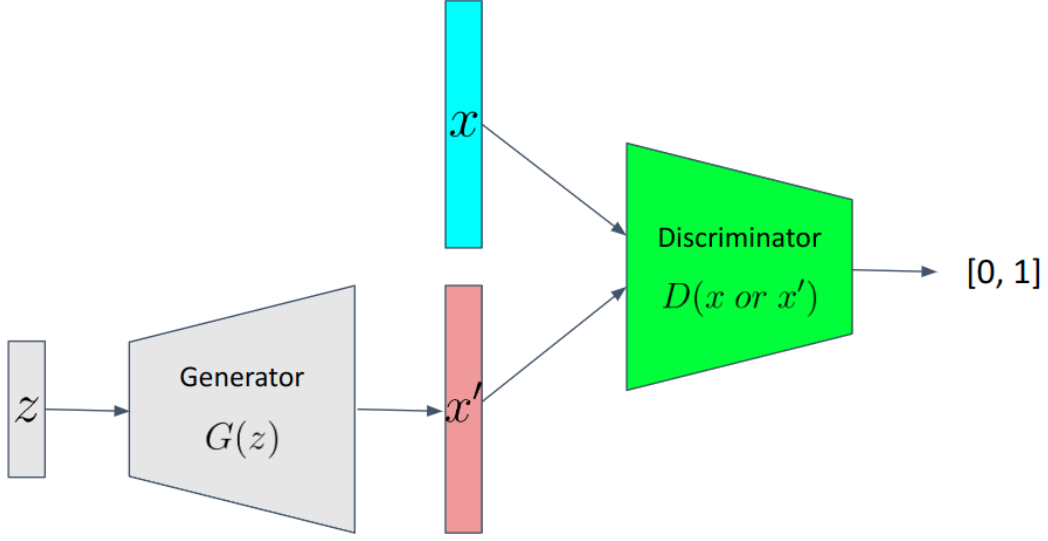 x
Discriminator
D(x or x')
[0, 1]
z
Generator
G(z)
x'